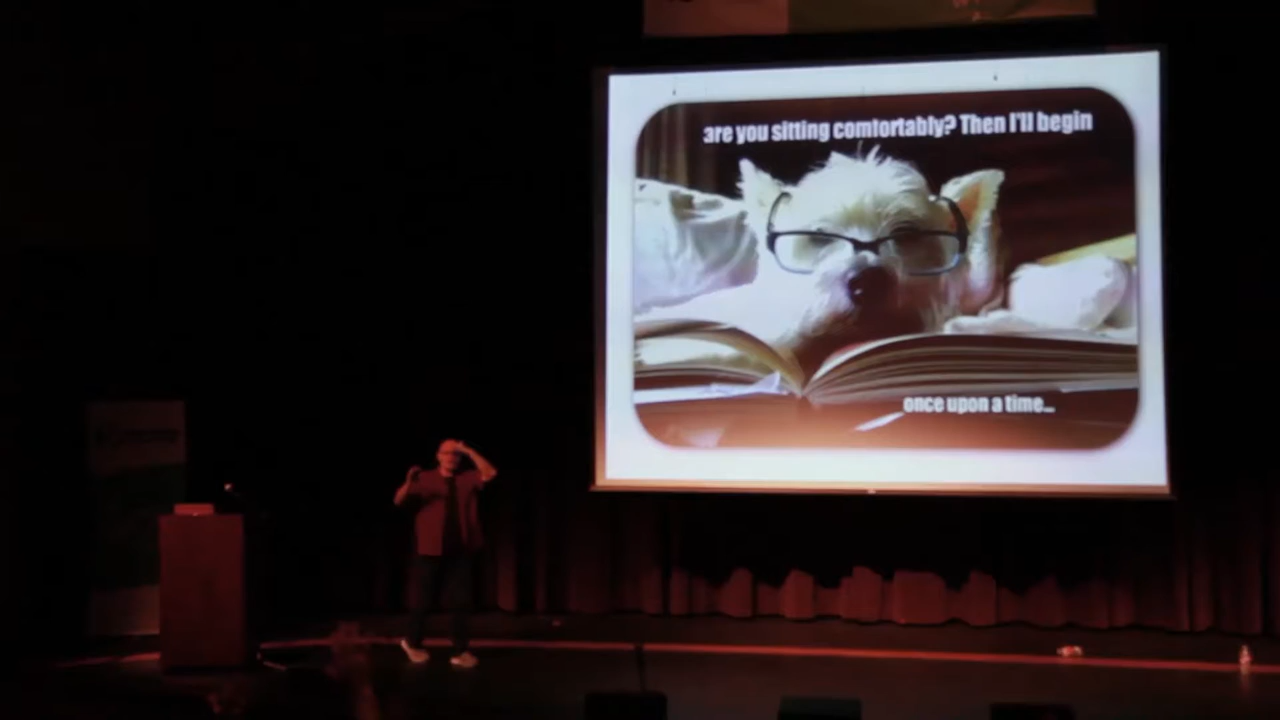 are you sitting comfortably? Then I'll begin
once upon a time...